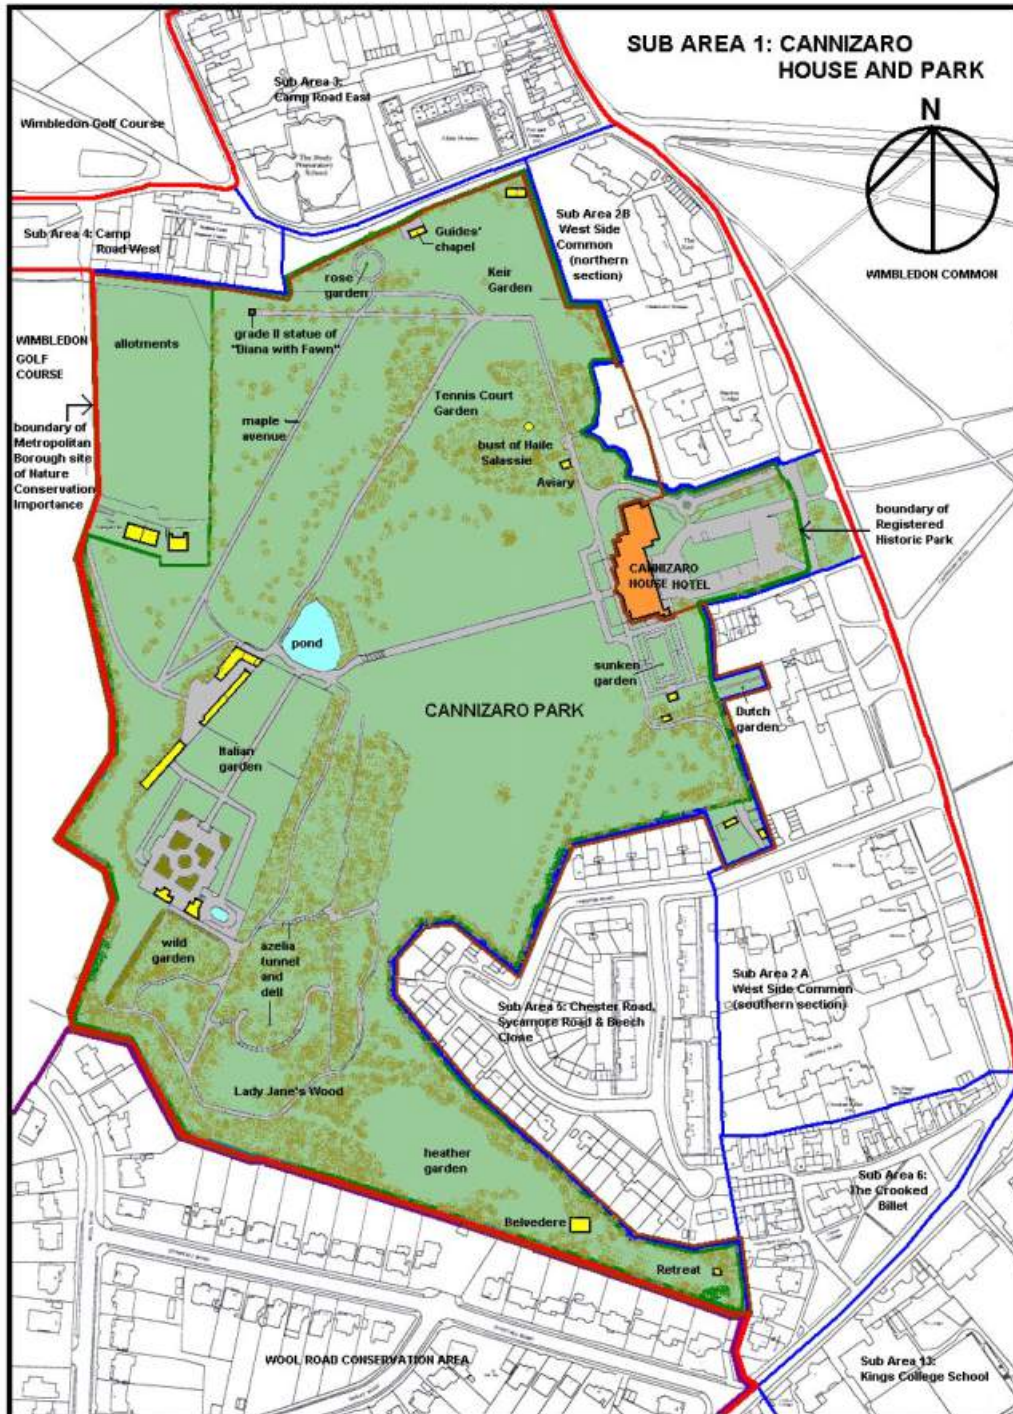 SUB AREA 1: CANNIZARO
HOUSE AND PARK
N
WIMBLEDON COMMON
Sub Area 3:
Camp Road East
Wimbledon Golf Course
The Study
Preparatory
School
Sub Area 4: Camp
Road West
Sub Area 2B
West Side
Common
(northern
section)
Guides'
chapel
rose
garden
Keir
Garden
grade II statue of
"Diana with Fawn"
WIMBLEDON
GOLF
COURSE
allotments
boundary of
Metropolitan
Borough site
of Nature
Conservation
Importance
maple
avenue
Tennis Court
Garden
bust of Haile
Salassie
Aviary
boundary of
Registered
Historic Park
CANNIZARO
HOUSE HOTEL
pond
sunken
garden
CANNIZARO PARK
Dutch
garden
Italian
garden
wild
garden
azelia
tunnel
and
dell
Sub Area 2 A
West Side Common
(southern section)
Sub Area 5: Chester Road,
Sycamore Road & Beech
Close
Lady Jane's Wood
heather
garden
Sub Area 6:
The Crooked
Billet
Belvedere
Retreat
WOOL ROAD CONSERVATION AREA
Sub Area 13:
Kings College School